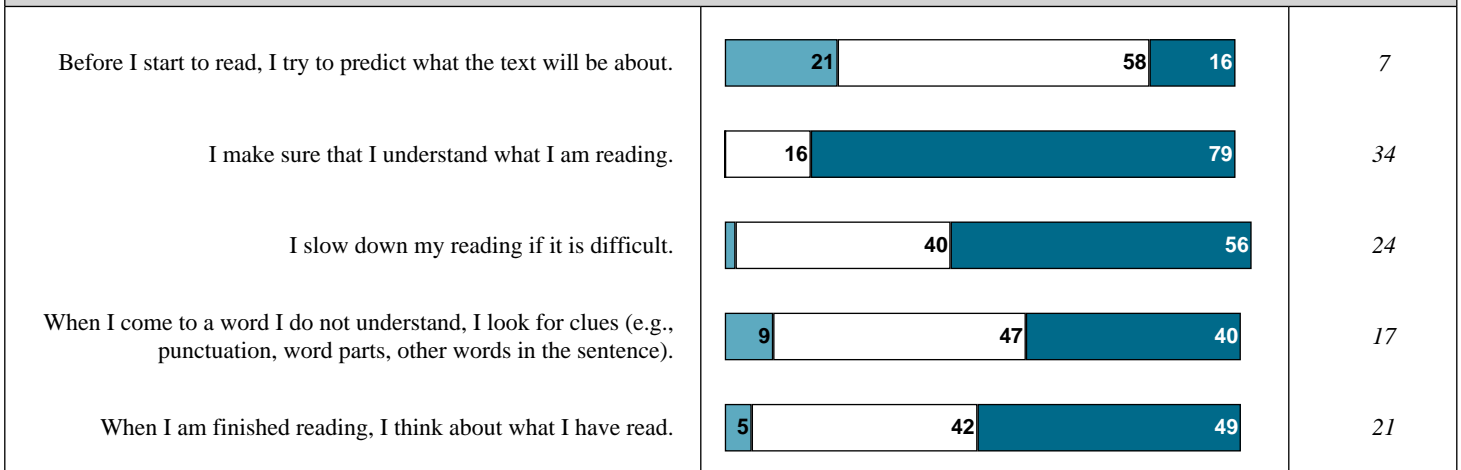 Before I start to read, I try to predict what the text will be about. 21 58 16 7
I make sure that I understand what I am reading. 16 79 34
I slow down my reading if it is difficult. 40 56 24
When I come to a word I do not understand, I look for clues (e.g.,
punctuation, word parts, other words in the sentence). 9 47 40 17
When I am finished reading, I think about what I have read. 5 42 49 21